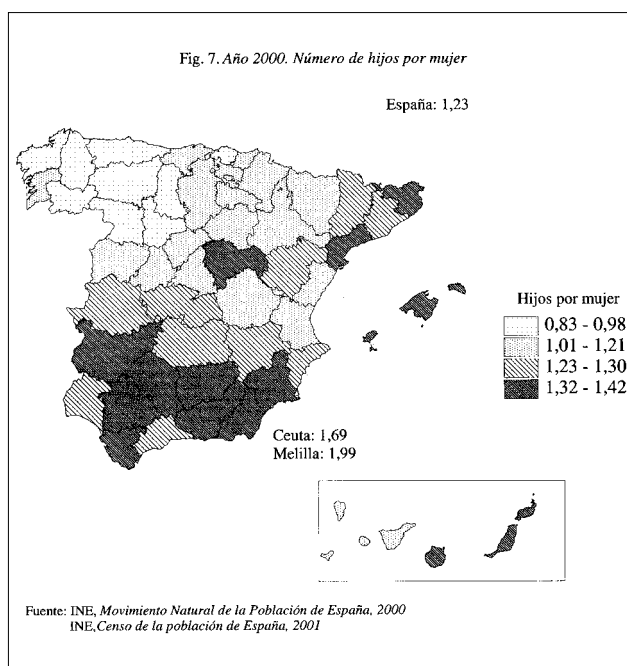 Fig. 7. Año 2000. Número de hijos por mujer
España: 1,23
Hijos por mujer
0,83 - 0,98
1,01 - 1,21
1,23 - 1,30
1,32 - 1,42
Ceuta: 1,69
Melilla: 1,99
Fuente: INE, Movimiento Natural de la Población de España, 2000
INE,Censo de la población de España, 2001